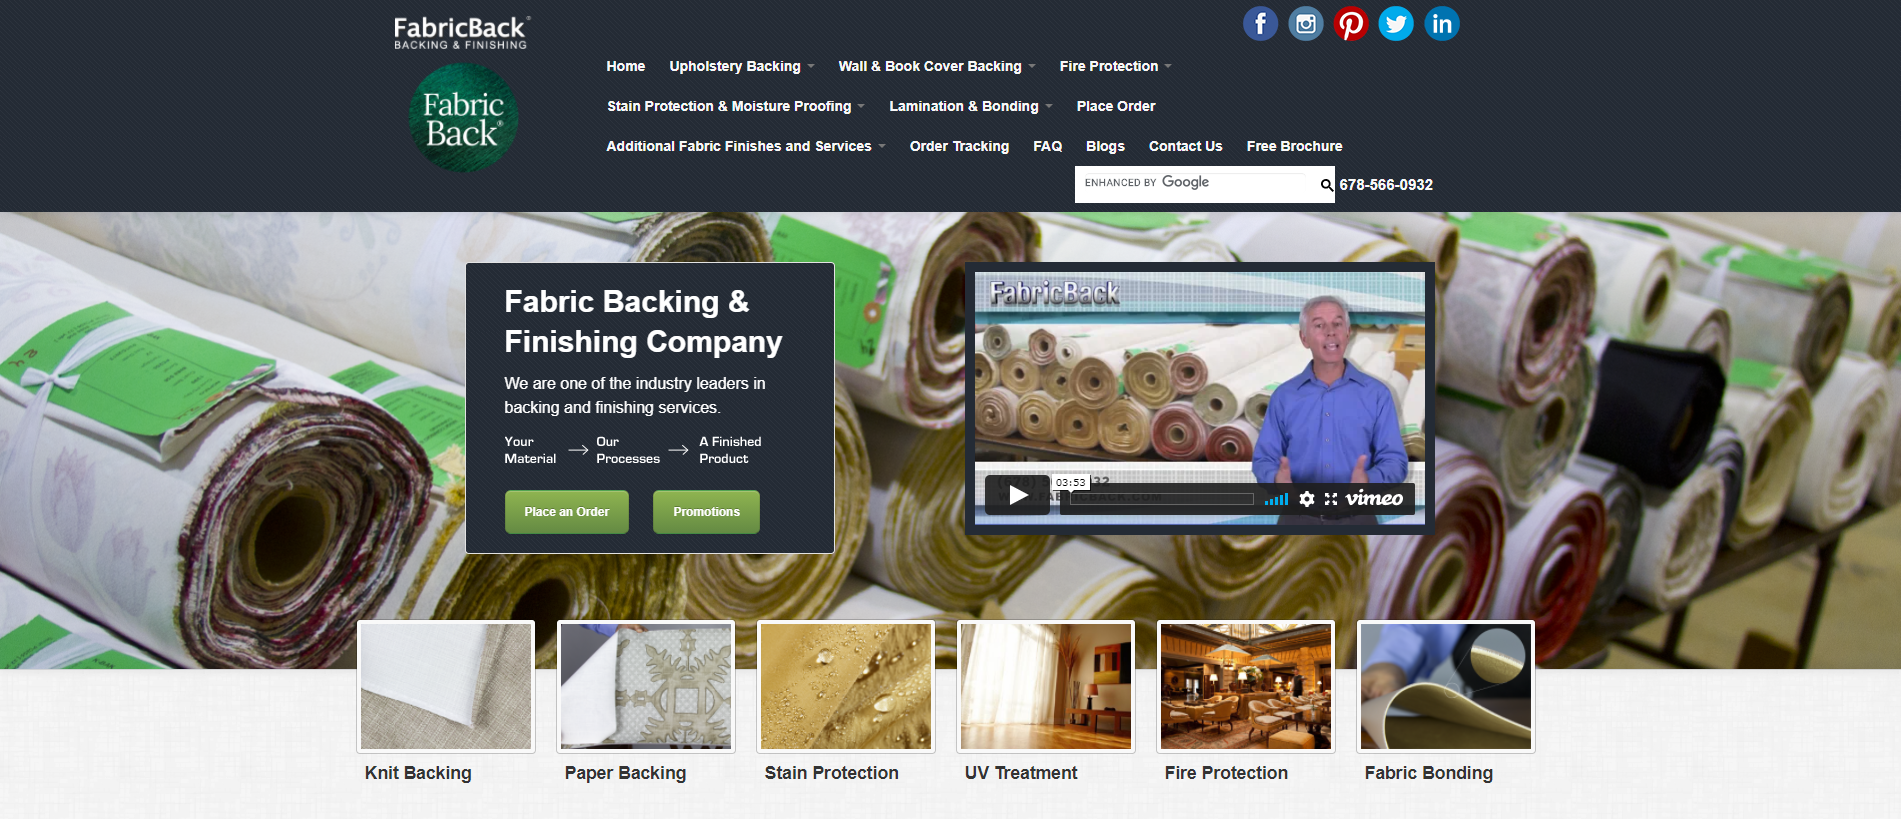 FabricBack®
BACKING & FINISHING
Fabric
Back®
Home Upholstery Backing Wall & Book Cover Backing Fire Protection
Stain Protection & Moisture Proofing Lamination & Bonding Place Order
Additional Fabric Finishes and Services Order Tracking FAQ Blogs Contact Us Free Brochure
ENHANCED BY Google 678-566-0932
Fabric Backing &
Finishing Company
We are one of the industry leaders in
backing and finishing services.
Your Material → Our Processes → A Finished Product
Place an Order Promotions
FabricBack
03:53
vimeo
Knit Backing Paper Backing Stain Protection UV Treatment Fire Protection Fabric Bonding